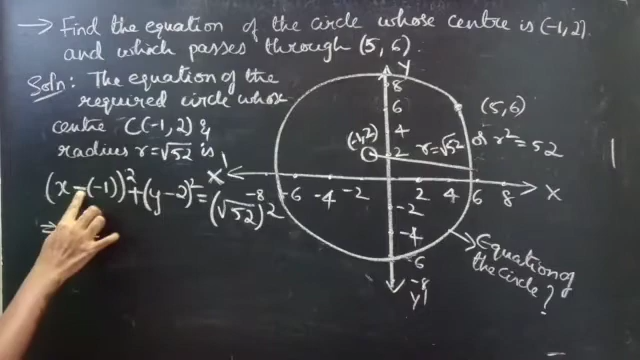 → Find the equation of the circle whose centre is (-1, 2)
and which passes through (5, 6).
Soln: The equation of the
required circle whose
centre C(-1, 2) &
radius r = √52 is
(x - (-1))² + (y - 2)² = (√52)²
⇒
Y
8
6
4
2
(-1, 2)
(5, 6)
r = √52 or r² = 52
X'
-8 -6 -4 -2 2 4 6 8 X
-2
-4
-6
-8
Y'
Equation of
the circle?